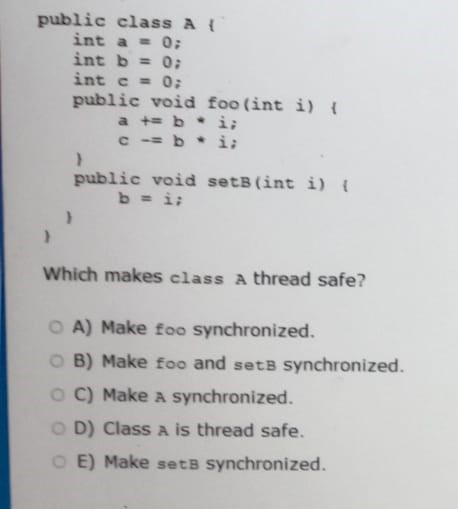 public class A {
int a = 0;
int b = 0;
int c = 0;
public void foo(int i) {
a += b * i;
c -= b * i;
}
public void setB(int i) {
b = i;
}
}
Which makes class A thread safe?
A) Make foo synchronized.
B) Make foo and setB synchronized.
C) Make A synchronized.
D) Class A is thread safe.
E) Make setB synchronized.